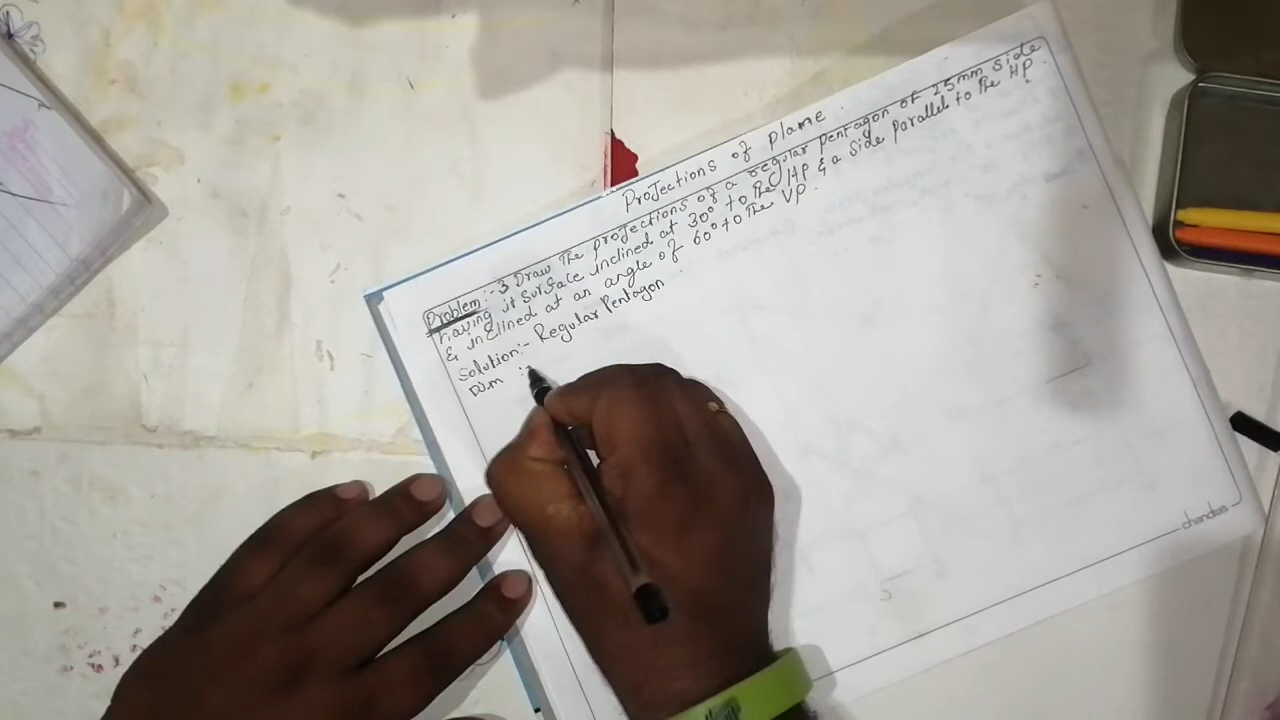 Projections of plane.
Problem:-3 Draw the projections of a regular pentagon of 25mm side
having it surface inclined at 30° to the HP & a side parallel to the HP.
& inclined at an angle of 60° to the VP.
Solution:- Regular Pentagon.
Dim :-
chandas